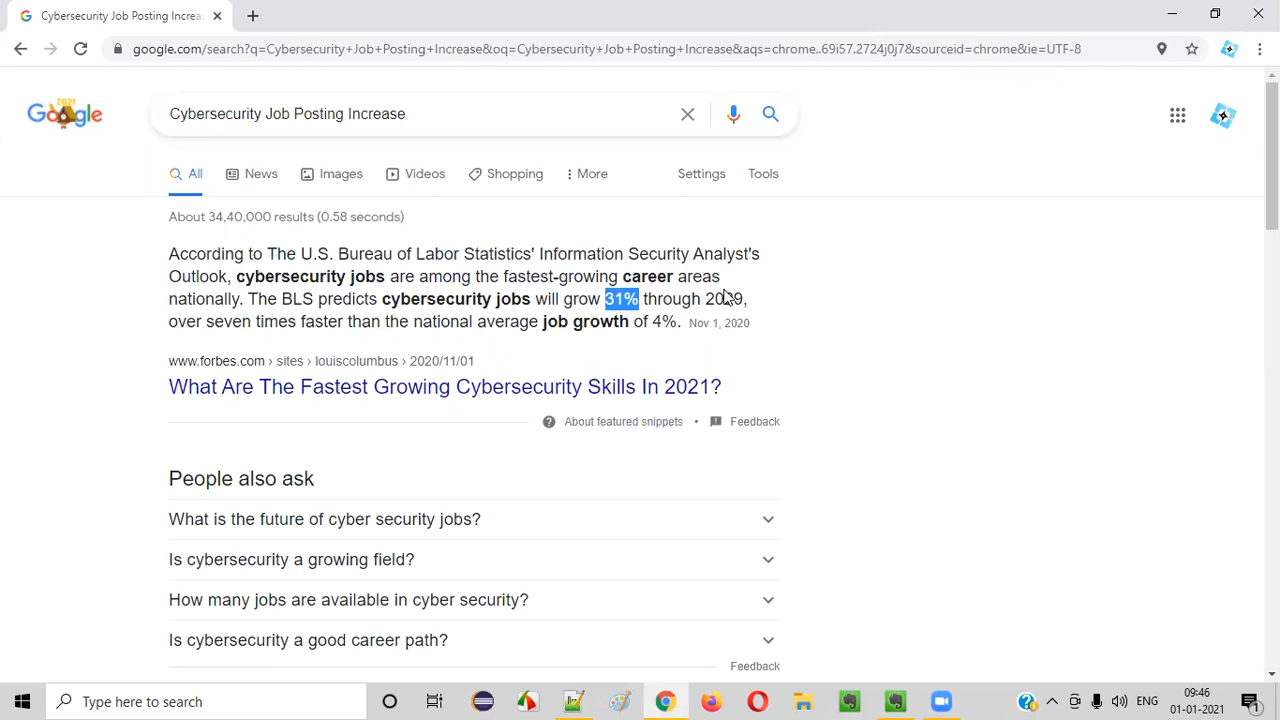 Cybersecurity Job Posting Increa
google.com/search?q=Cybersecurity+Job+Posting+Increase&oq=Cybersecurity+Job+Posting+Increase&aqs=chrome..69i57.2724j0j7&sourceid=chrome&ie=UTF-8
2021
Google
Cybersecurity Job Posting Increase
All News Images Videos Shopping More Settings Tools
About 34,40,000 results (0.58 seconds)
According to The U.S. Bureau of Labor Statistics' Information Security Analyst's
Outlook, cybersecurity jobs are among the fastest-growing career areas
nationally. The BLS predicts cybersecurity jobs will grow 31% through 2029,
over seven times faster than the national average job growth of 4%. Nov 1, 2020
www.forbes.com › sites › louiscolumbus › 2020/11/01
What Are The Fastest Growing Cybersecurity Skills In 2021?
About featured snippets • Feedback
People also ask
What is the future of cyber security jobs?
Is cybersecurity a growing field?
How many jobs are available in cyber security?
Is cybersecurity a good career path?
Feedback
Type here to search
ENG
09:46
01-01-2021